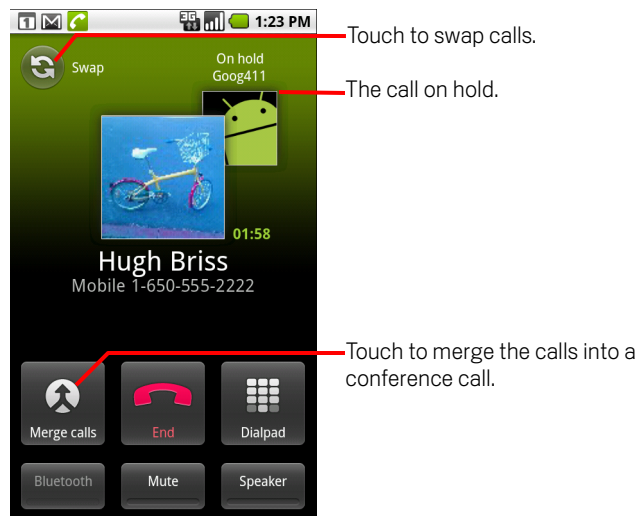 1 3G 1:23 PM
Touch to swap calls.
Swap
On hold
Goog411
The call on hold.
01:58
Hugh Briss
Mobile 1-650-555-2222
Touch to merge the calls into a
conference call.
Merge calls
End
Dialpad
Bluetooth
Mute
Speaker